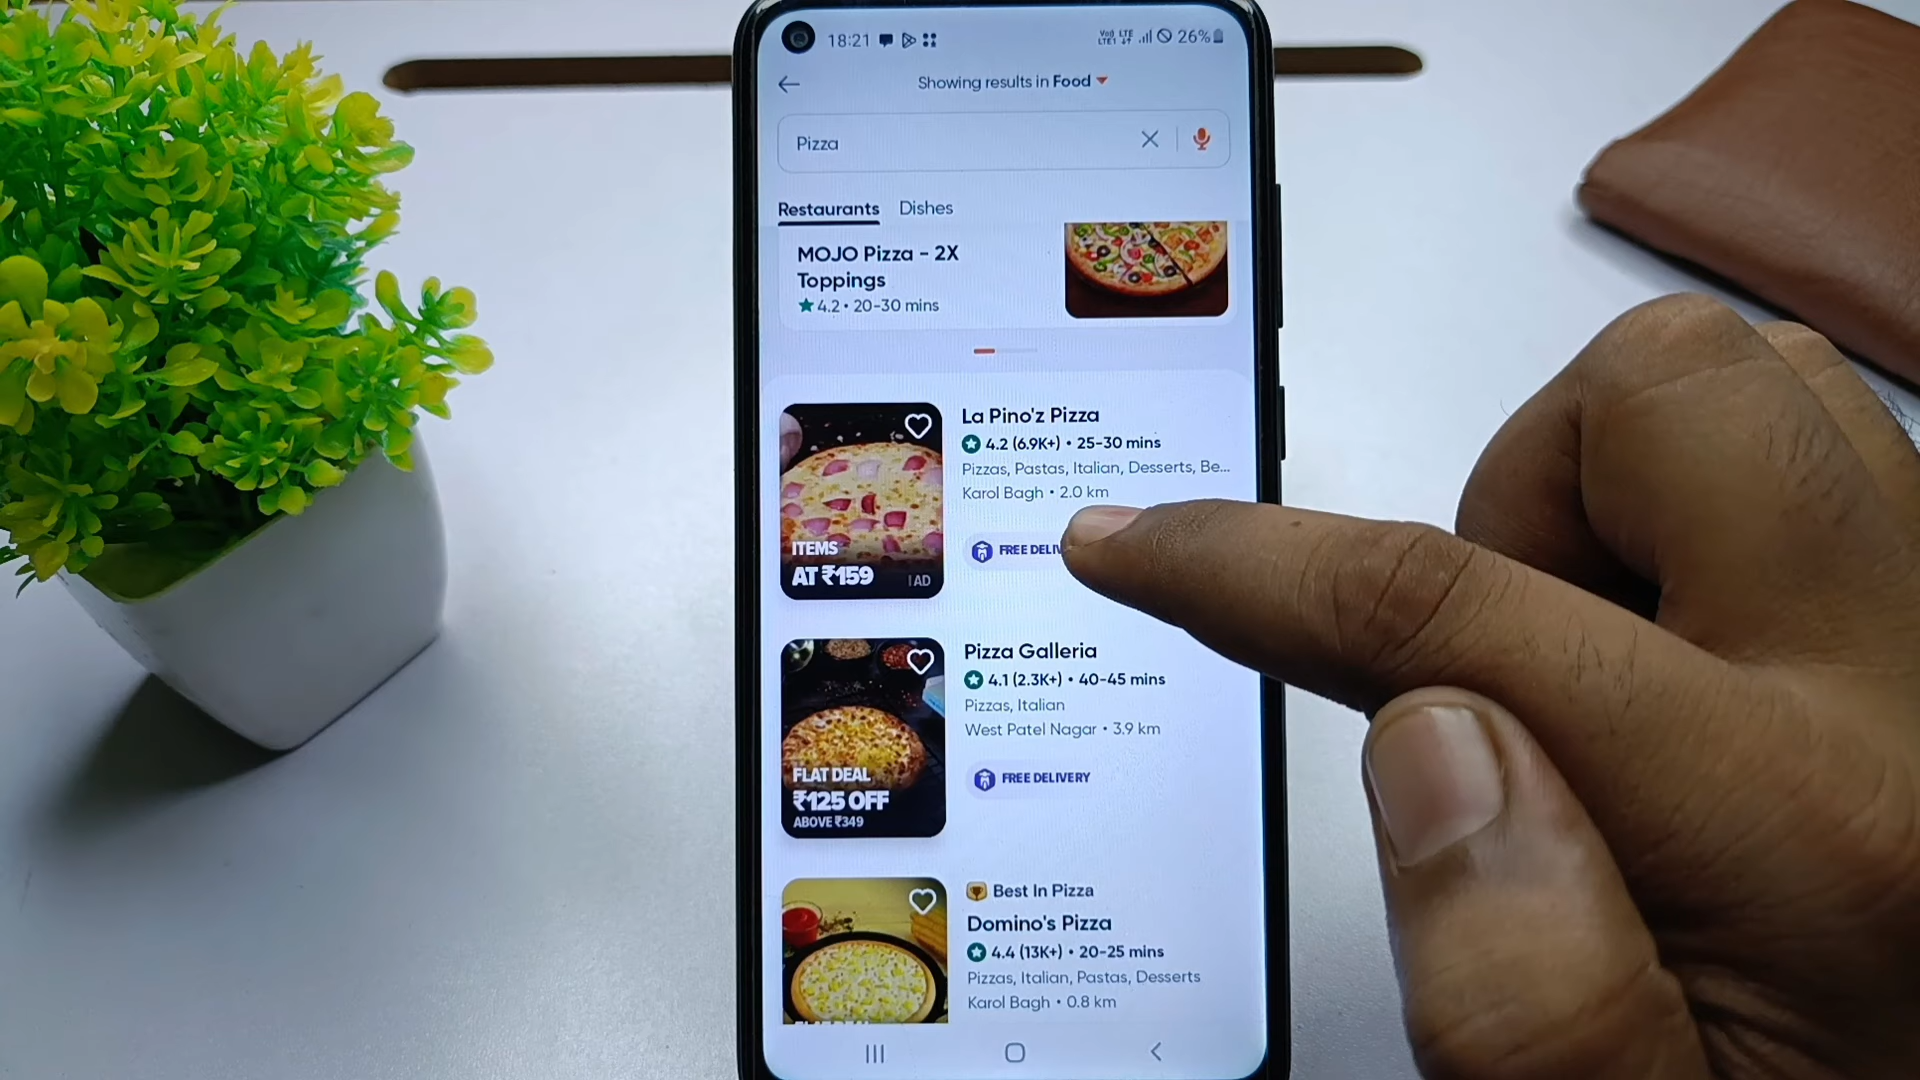 18:21
26%
Showing results in Food
Pizza
Restaurants Dishes
MOJO Pizza - 2X
Toppings
4.2 • 20-30 mins
La Pino'z Pizza
4.2 (6.9K+) • 25-30 mins
Pizzas, Pastas, Italian, Desserts, Be...
Karol Bagh • 2.0 km
FREE DELIV
ITEMS
AT ₹159
AD
Pizza Galleria
4.1 (2.3K+) • 40-45 mins
Pizzas, Italian
West Patel Nagar • 3.9 km
FREE DELIVERY
FLAT DEAL
₹125 OFF
ABOVE ₹349
Best In Pizza
Domino's Pizza
4.4 (13K+) • 20-25 mins
Pizzas, Italian, Pastas, Desserts
Karol Bagh • 0.8 km